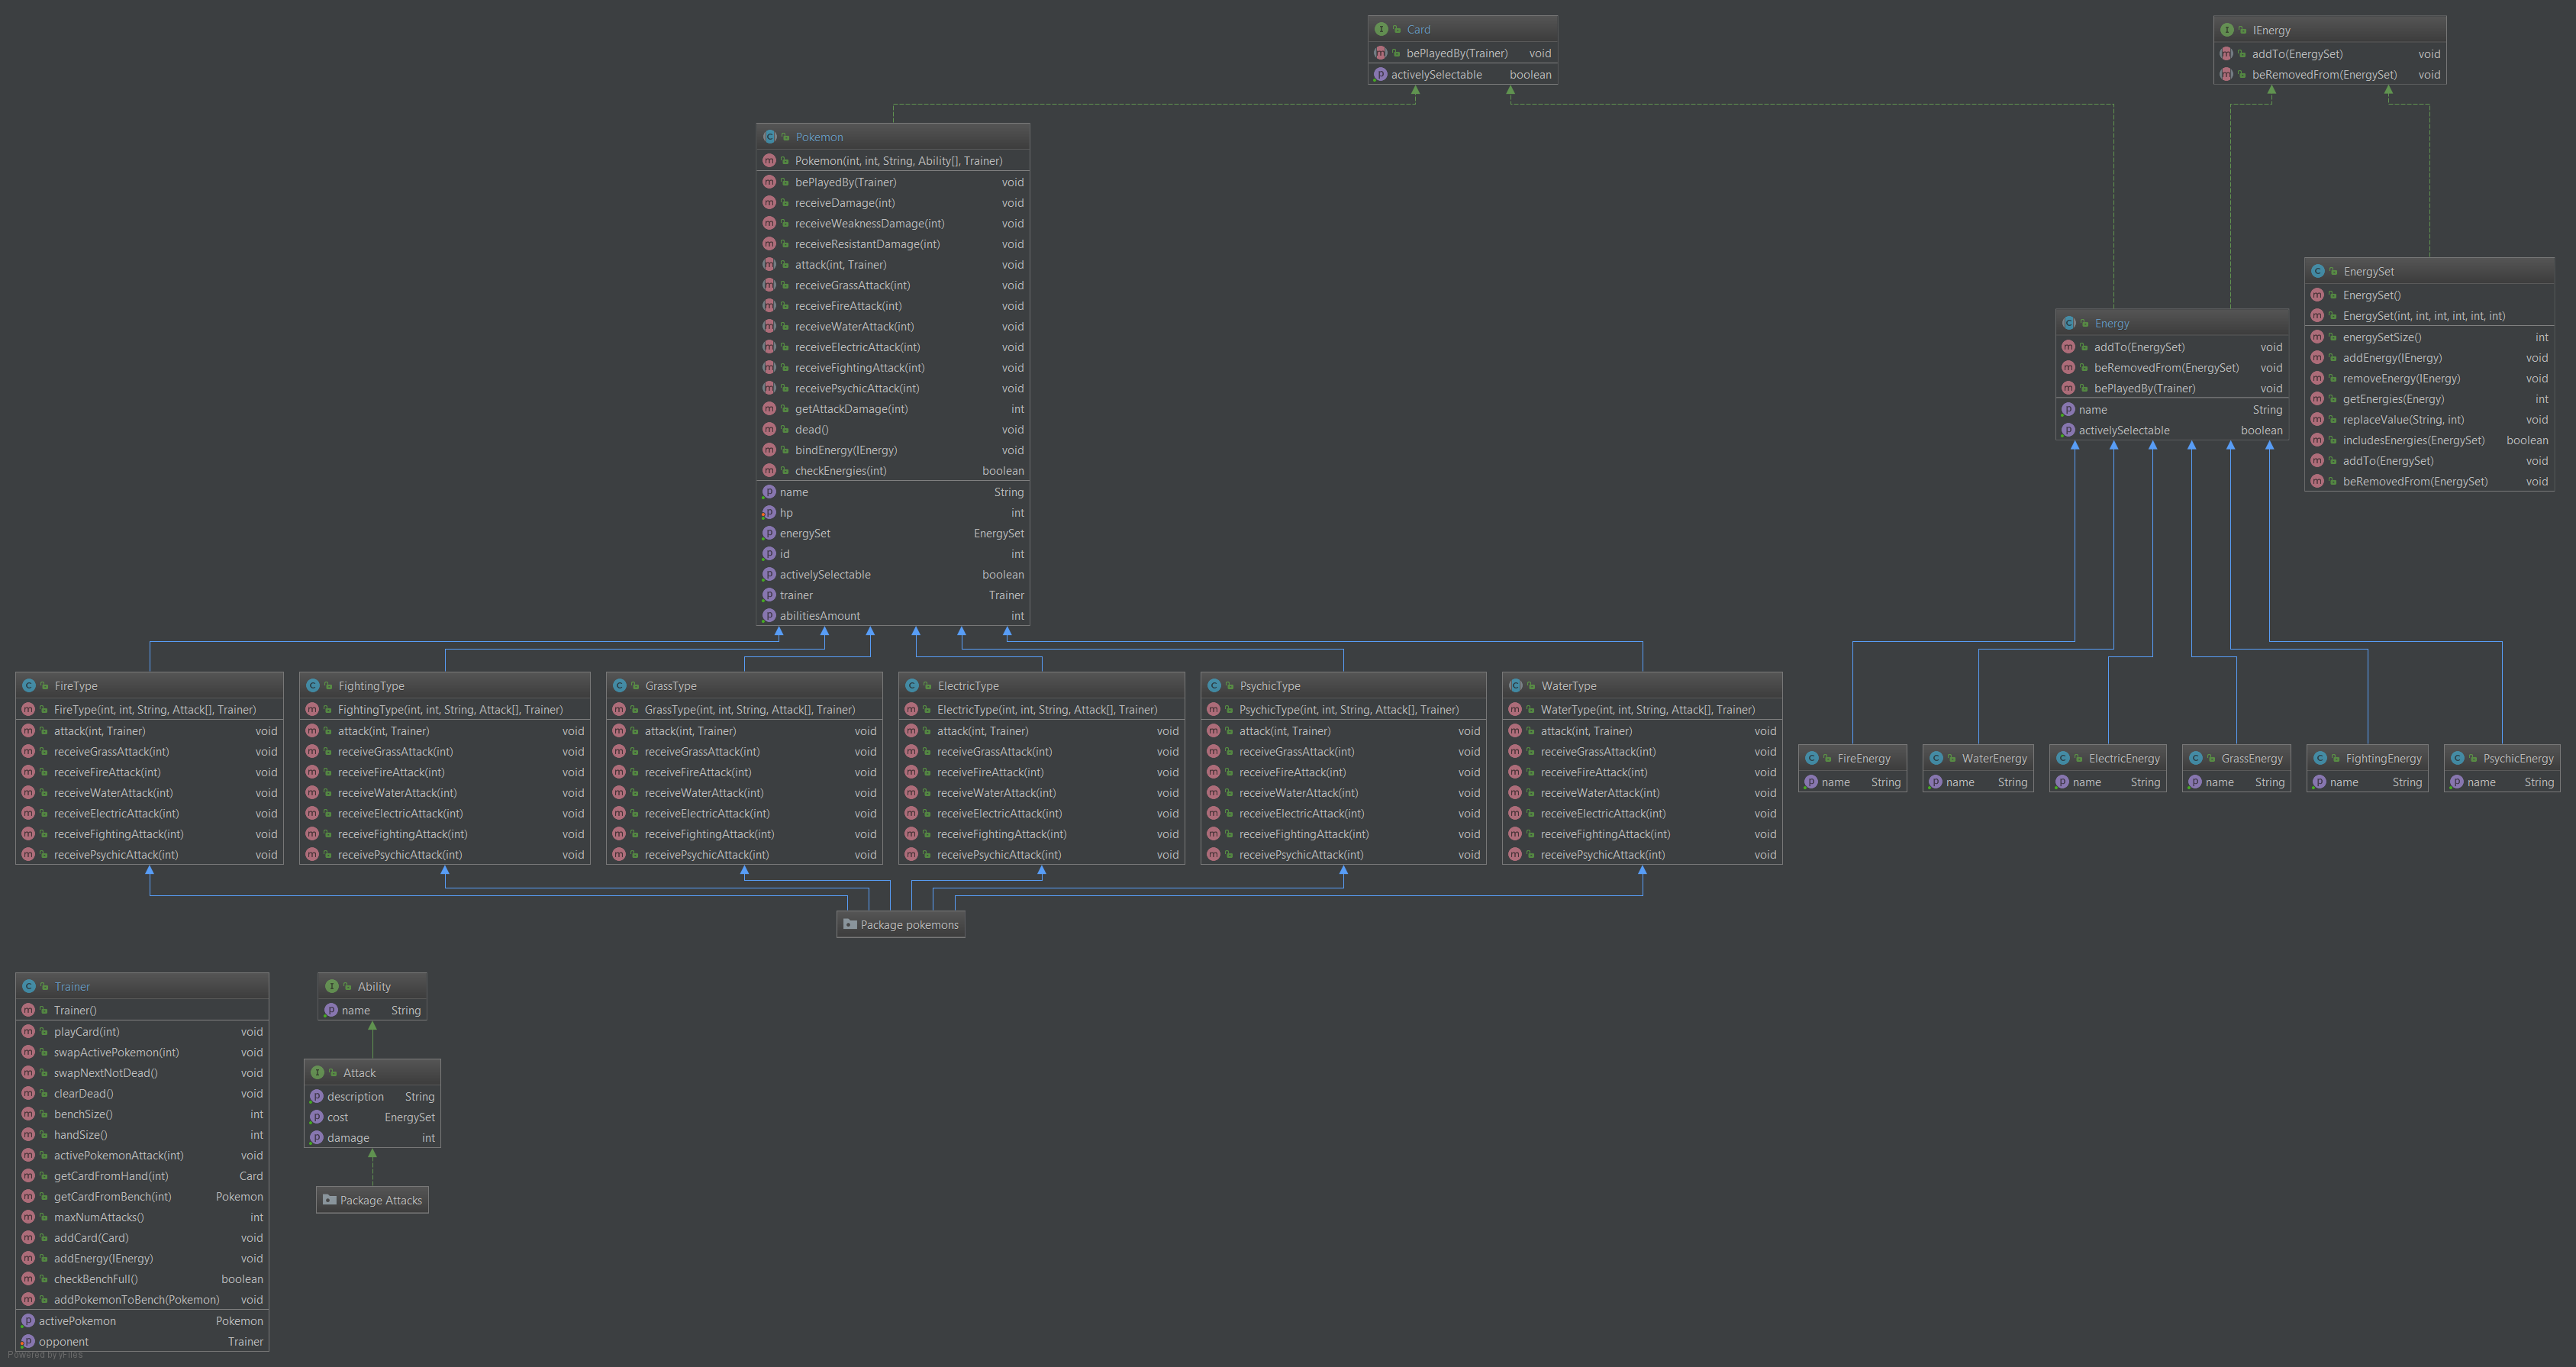 Card
bePlayedBy(Trainer) void
activelySelectable boolean
IEnergy
addTo(EnergySet) void
beRemovedFrom(EnergySet) void
Pokemon
Pokemon(int, int, String, Ability[], Trainer)
bePlayedBy(Trainer) void
receiveDamage(int) void
receiveWeaknessDamage(int) void
receiveResistantDamage(int) void
attack(int, Trainer) void
receiveGrassAttack(int) void
receiveFireAttack(int) void
receiveWaterAttack(int) void
receiveElectricAttack(int) void
receiveFightingAttack(int) void
receivePsychicAttack(int) void
getAttackDamage(int) int
dead() void
bindEnergy(IEnergy) void
checkEnergies(int) boolean
name String
hp int
energySet EnergySet
id int
activelySelectable boolean
trainer Trainer
abilitiesAmount int
Energy
addTo(EnergySet) void
beRemovedFrom(EnergySet) void
bePlayedBy(Trainer) void
name String
activelySelectable boolean
EnergySet
EnergySet()
EnergySet(int, int, int, int, int, int)
energySetSize() int
addEnergy(IEnergy) void
removeEnergy(IEnergy) void
getEnergies(Energy) int
replaceValue(String, int) void
includesEnergies(EnergySet) boolean
addTo(EnergySet) void
beRemovedFrom(EnergySet) void
FireType
FireType(int, int, String, Attack[], Trainer)
attack(int, Trainer) void
receiveGrassAttack(int) void
receiveFireAttack(int) void
receiveWaterAttack(int) void
receiveElectricAttack(int) void
receiveFightingAttack(int) void
receivePsychicAttack(int) void
FightingType
FightingType(int, int, String, Attack[], Trainer)
attack(int, Trainer) void
receiveGrassAttack(int) void
receiveFireAttack(int) void
receiveWaterAttack(int) void
receiveElectricAttack(int) void
receiveFightingAttack(int) void
receivePsychicAttack(int) void
GrassType
GrassType(int, int, String, Attack[], Trainer)
attack(int, Trainer) void
receiveGrassAttack(int) void
receiveFireAttack(int) void
receiveWaterAttack(int) void
receiveElectricAttack(int) void
receiveFightingAttack(int) void
receivePsychicAttack(int) void
ElectricType
ElectricType(int, int, String, Attack[], Trainer)
attack(int, Trainer) void
receiveGrassAttack(int) void
receiveFireAttack(int) void
receiveWaterAttack(int) void
receiveElectricAttack(int) void
receiveFightingAttack(int) void
receivePsychicAttack(int) void
PsychicType
PsychicType(int, int, String, Attack[], Trainer)
attack(int, Trainer) void
receiveGrassAttack(int) void
receiveFireAttack(int) void
receiveWaterAttack(int) void
receiveElectricAttack(int) void
receiveFightingAttack(int) void
receivePsychicAttack(int) void
WaterType
WaterType(int, int, String, Attack[], Trainer)
attack(int, Trainer) void
receiveGrassAttack(int) void
receiveFireAttack(int) void
receiveWaterAttack(int) void
receiveElectricAttack(int) void
receiveFightingAttack(int) void
receivePsychicAttack(int) void
FireEnergy
name String
WaterEnergy
name String
ElectricEnergy
name String
GrassEnergy
name String
FightingEnergy
name String
PsychicEnergy
name String
Package pokemons
Trainer
Trainer()
playCard(int) void
swapActivePokemon(int) void
swapNextNotDead() void
clearDead() void
benchSize() int
handSize() int
activePokemonAttack(int) void
getCardFromHand(int) Card
getCardFromBench(int) Pokemon
maxNumAttacks() int
addCard(Card) void
addEnergy(IEnergy) void
checkBenchFull() boolean
addPokemonToBench(Pokemon) void
activePokemon Pokemon
opponent Trainer
Ability
name String
Attack
description String
cost EnergySet
damage int
Package Attacks
Powered by yFiles